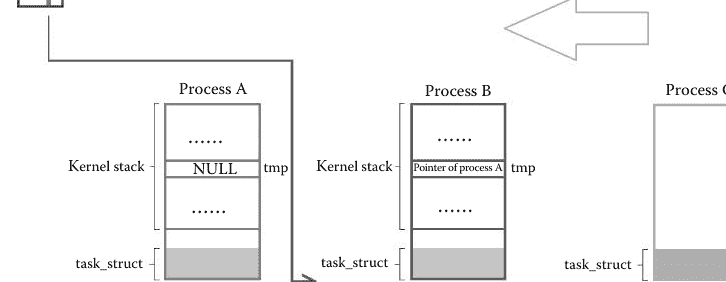 Process A
Process B
Process
......
......
Kernel stack
NULL
tmp
Kernel stack
Pointer of process A
tmp
......
......
task_struct
task_struct
task_struct